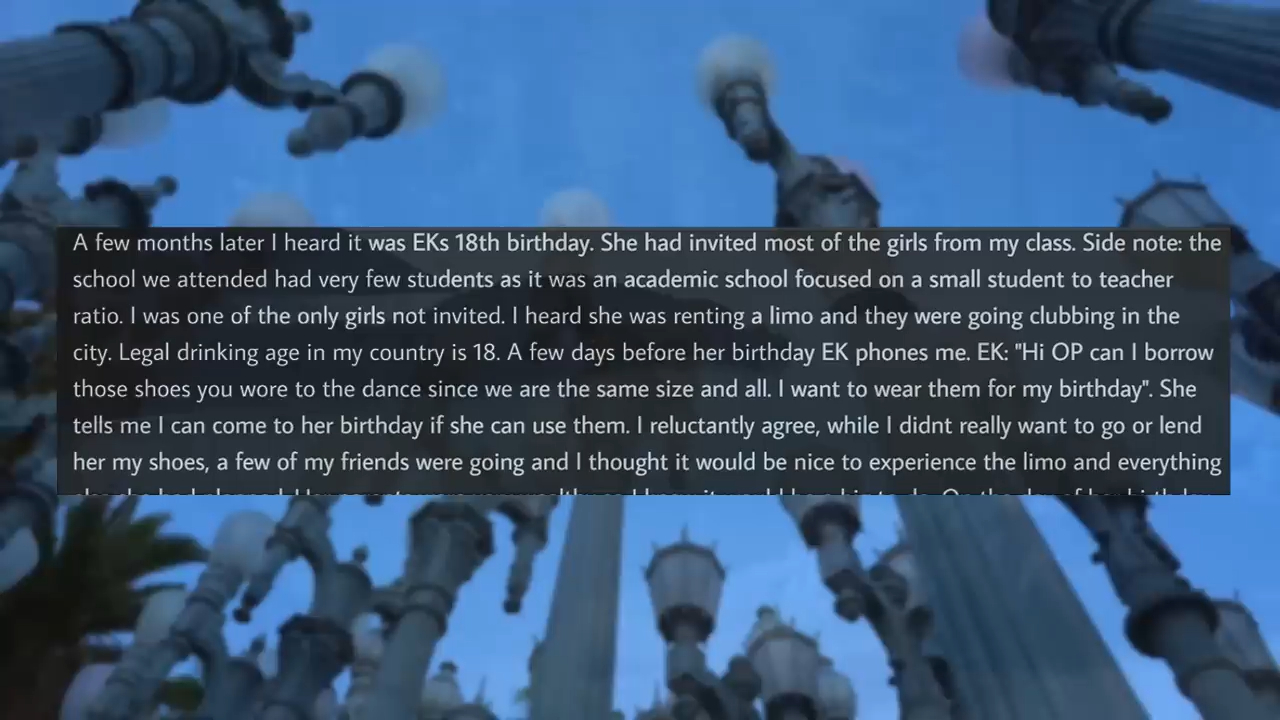 A few months later I heard it was EKs 18th birthday. She had invited most of the girls from my class. Side note: the
school we attended had very few students as it was an academic school focused on a small student to teacher
ratio. I was one of the only girls not invited. I heard she was renting a limo and they were going clubbing in the
city. Legal drinking age in my country is 18. A few days before her birthday EK phones me. EK: "Hi OP can I borrow
those shoes you wore to the dance since we are the same size and all. I want to wear them for my birthday". She
tells me I can come to her birthday if she can use them. I reluctantly agree, while I didnt really want to go or lend
her my shoes, a few of my friends were going and I thought it would be nice to experience the limo and everything